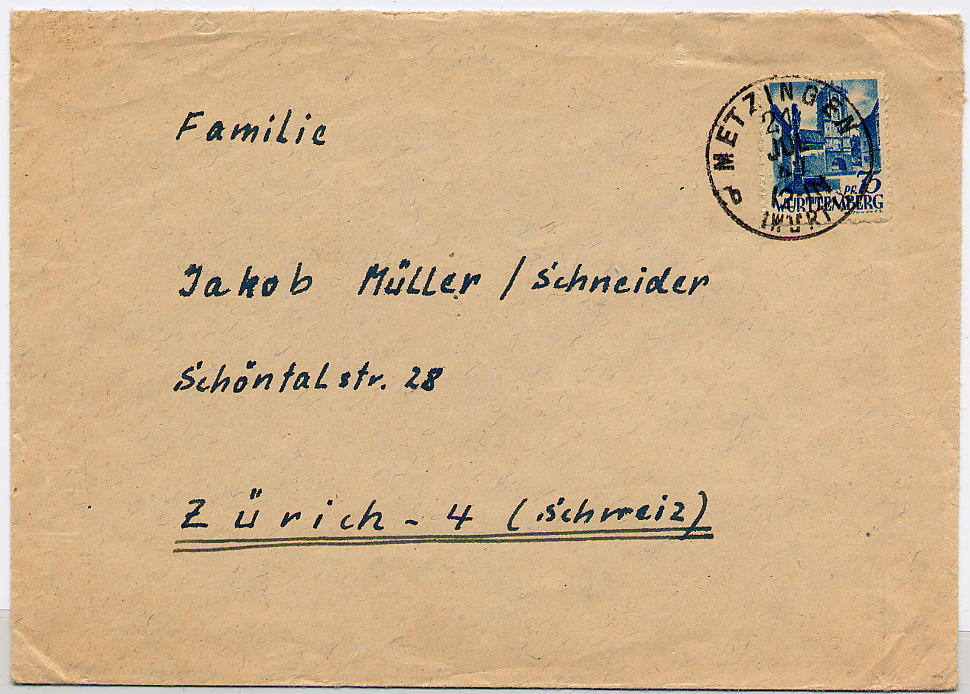 Familie
Jakob Müller / Schneider
Schöntalstr. 28
Zürich - 4 (Schweiz)
METZINGEN
JUL
b
(WÜRTT
PF. 75
WÜRTTEMBERG